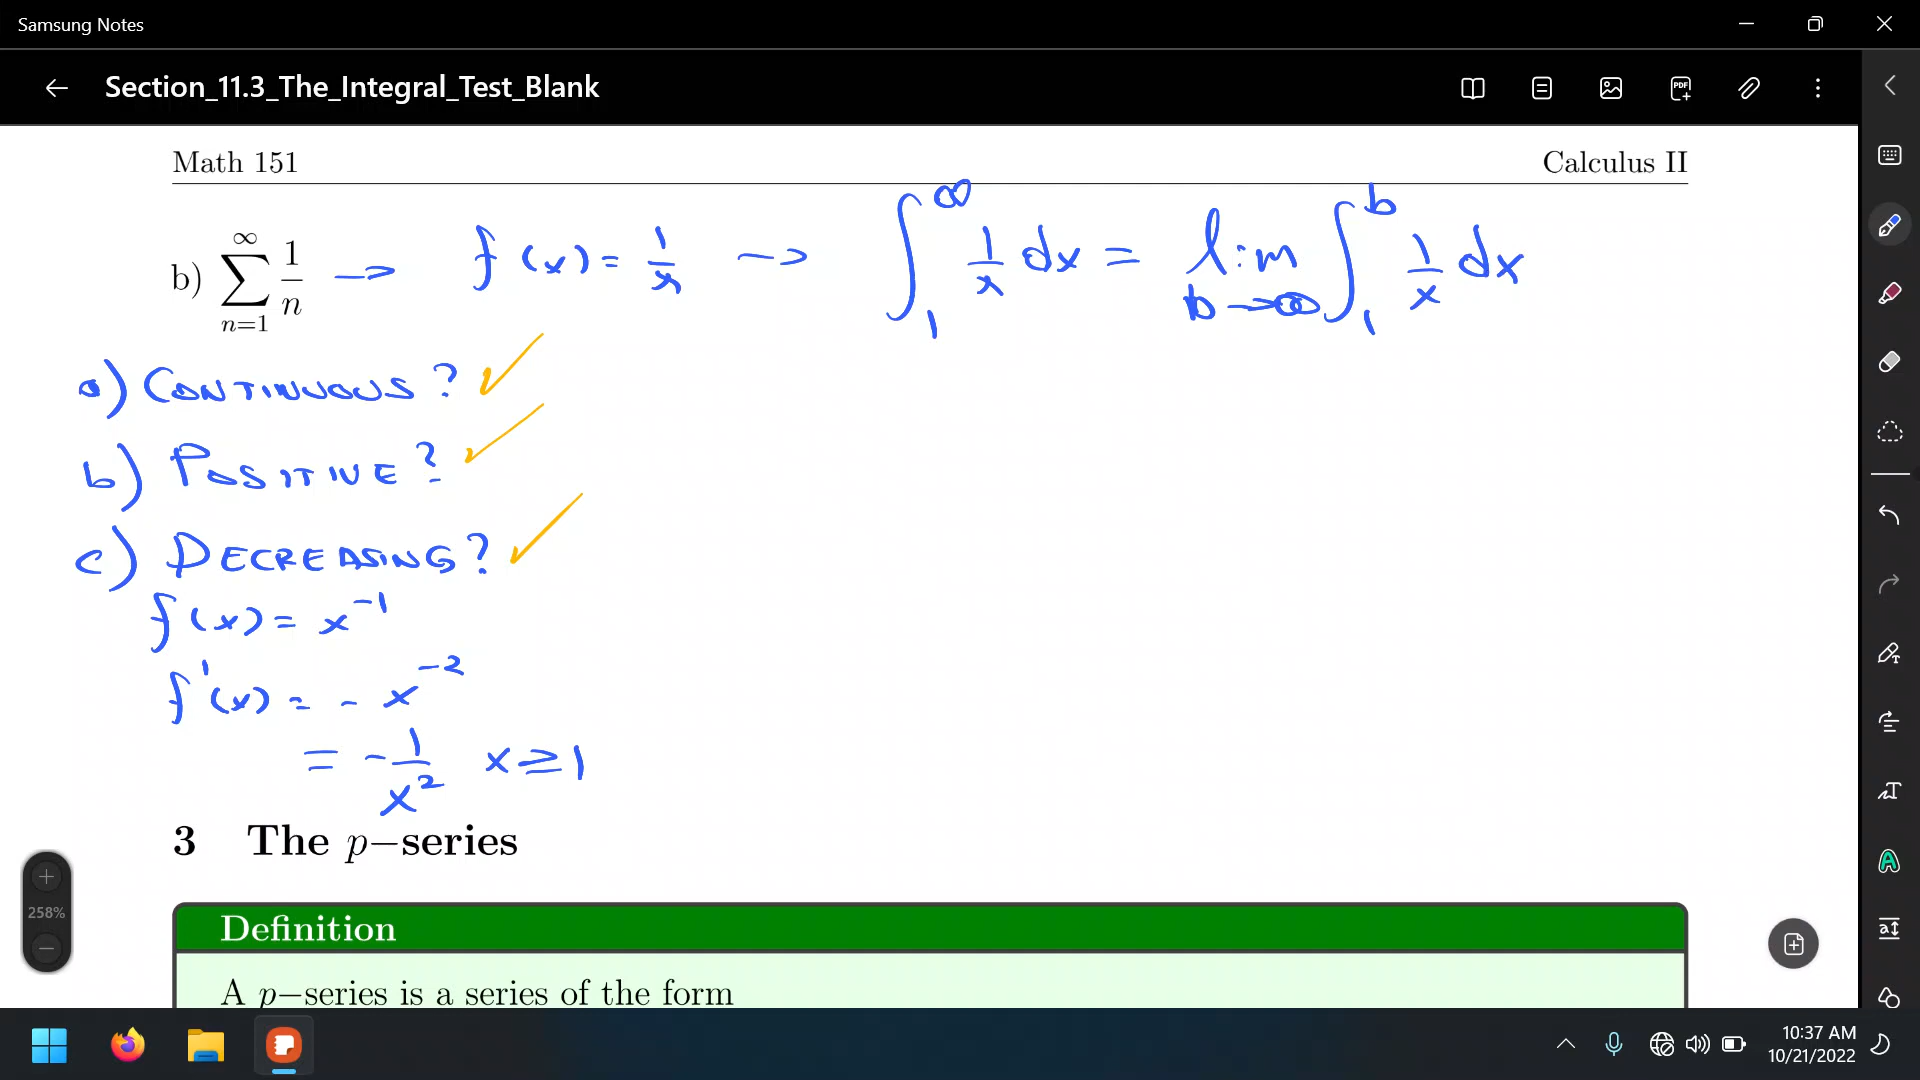 Samsung Notes
Section_11.3_The_Integral_Test_Blank
Math 151 Calculus II
b) ∑_{n=1}^{∞} 1/n → f(x) = 1/x → ∫_1^∞ 1/x dx = lim_{b→∞} ∫_1^b 1/x dx
a) CONTINUOUS? ✓
b) POSITIVE? ✓
c) DECREASING? ✓
f(x) = x^{-1}
f'(x) = - x^{-2}
= - 1/x^2 x ≥ 1
3 The p−series
258%
Definition
A p−series is a series of the form
10:37 AM
10/21/2022